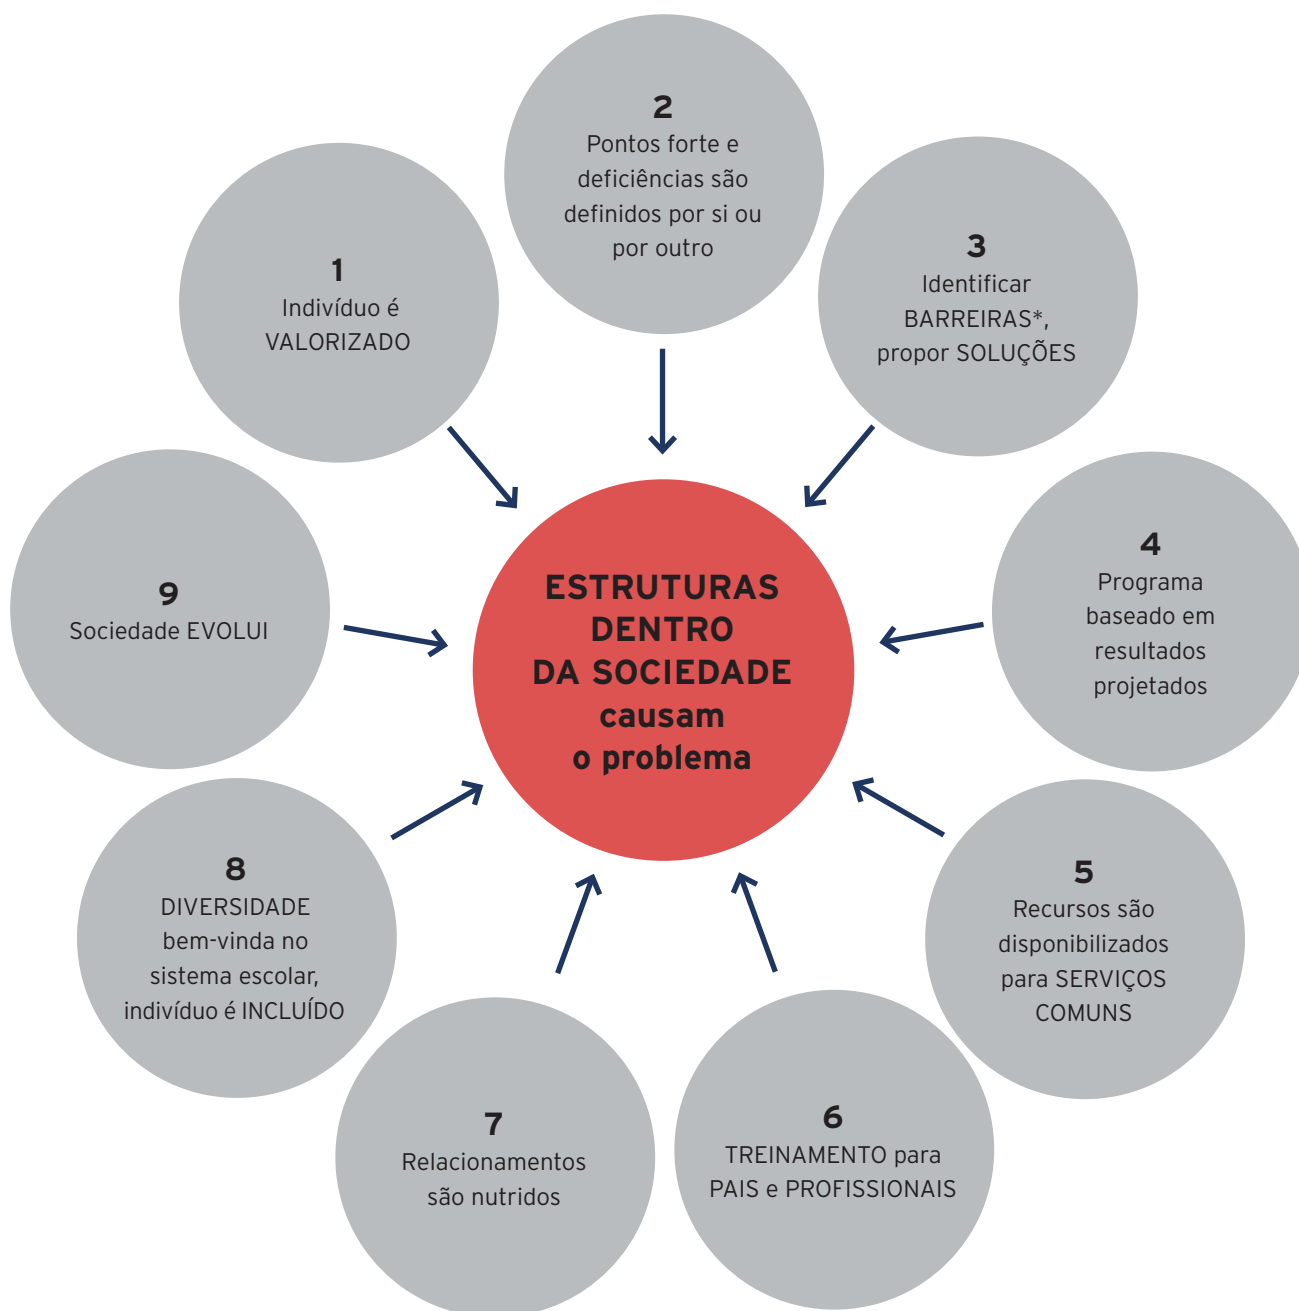 1
Indivíduo é
VALORIZADO
2
Pontos forte e
deficiências são
definidos por si ou
por outro
3
Identificar
BARREIRAS*,
propor SOLUÇÕES
4
Programa
baseado em
resultados
projetados
5
Recursos são
disponibilizados
para SERVIÇOS
COMUNS
6
TREINAMENTO para
PAIS e PROFISSIONAIS
7
Relacionamentos
são nutridos
8
DIVERSIDADE
bem-vinda no
sistema escolar,
indivíduo é INCLUÍDO
9
Sociedade EVOLUI
ESTRUTURAS
DENTRO
DA SOCIEDADE
causam
o problema